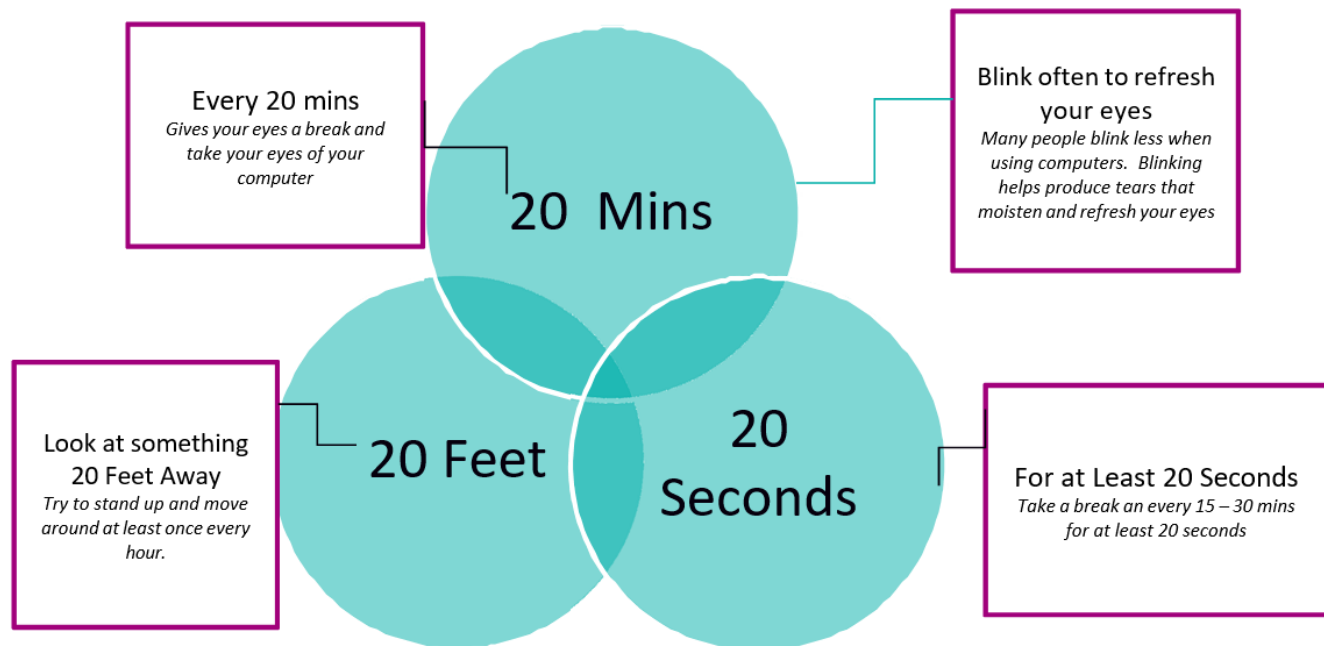 Every 20 mins
Gives your eyes a break and
take your eyes of your
computer
Blink often to refresh
your eyes
Many people blink less when
using computers.  Blinking
helps produce tears that
moisten and refresh your eyes
20  Mins
Look at something
20 Feet Away
Try to stand up and move
around at least once every
hour.
20 Feet
20
Seconds
For at Least 20 Seconds
Take a break an every 15 – 30 mins
for at least 20 seconds